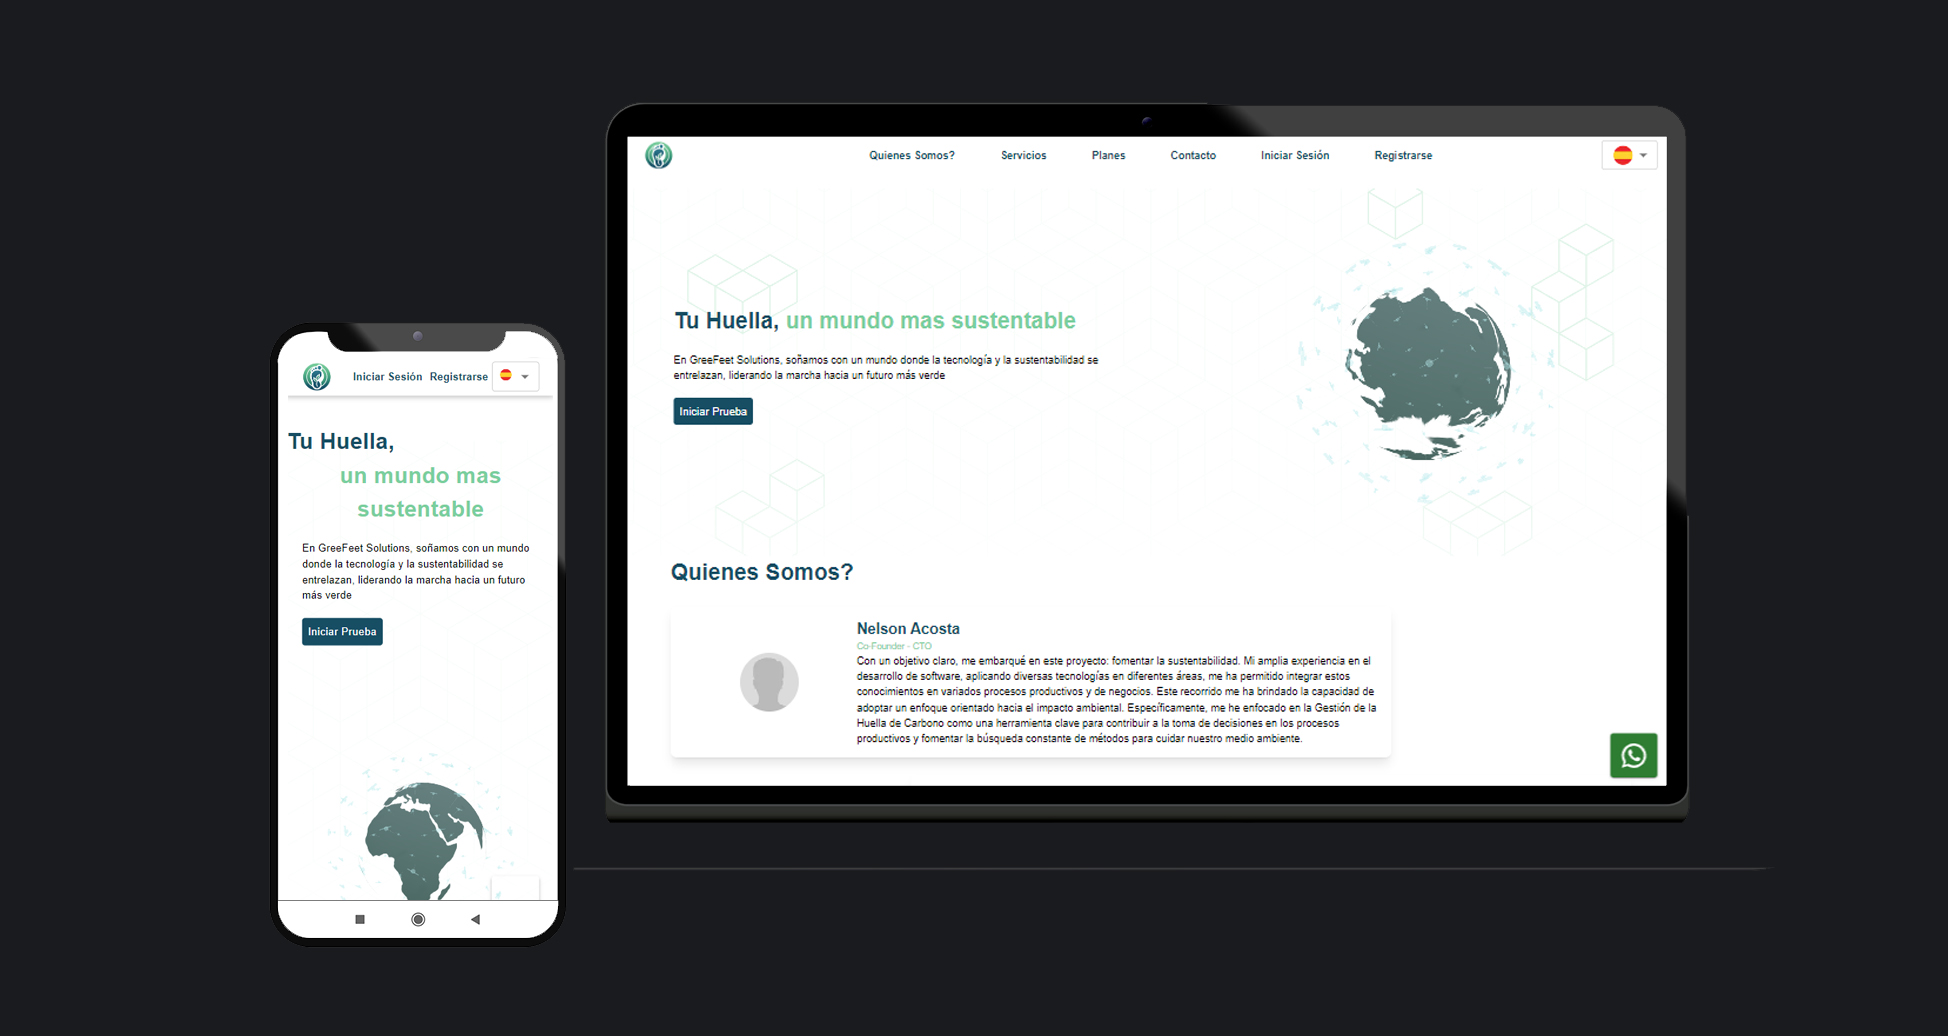 Quienes Somos?
Servicios
Planes
Contacto
Iniciar Sesión
Registrarse
Tu Huella, un mundo mas sustentable
En GreeFeet Solutions, soñamos con un mundo donde la tecnología y la sustentabilidad se
entrelazan, liderando la marcha hacia un futuro más verde
Iniciar Prueba
Quienes Somos?
Nelson Acosta
Co-Founder - CTO
Con un objetivo claro, me embarqué en este proyecto: fomentar la sustentabilidad. Mi amplia experiencia en el
desarrollo de software, aplicando diversas tecnologías en diferentes áreas, me ha permitido integrar estos
conocimientos en variados procesos productivos y de negocios. Este recorrido me ha brindado la capacidad de
adoptar un enfoque orientado hacia el impacto ambiental. Específicamente, me he enfocado en la Gestión de la
Huella de Carbono como una herramienta clave para contribuir a la toma de decisiones en los procesos
productivos y fomentar la búsqueda constante de métodos para cuidar nuestro medio ambiente.
Iniciar Sesión Registrarse
Tu Huella,
un mundo mas
sustentable
En GreeFeet Solutions, soñamos con un mundo
donde la tecnología y la sustentabilidad se
entrelazan, liderando la marcha hacia un futuro
más verde
Iniciar Prueba